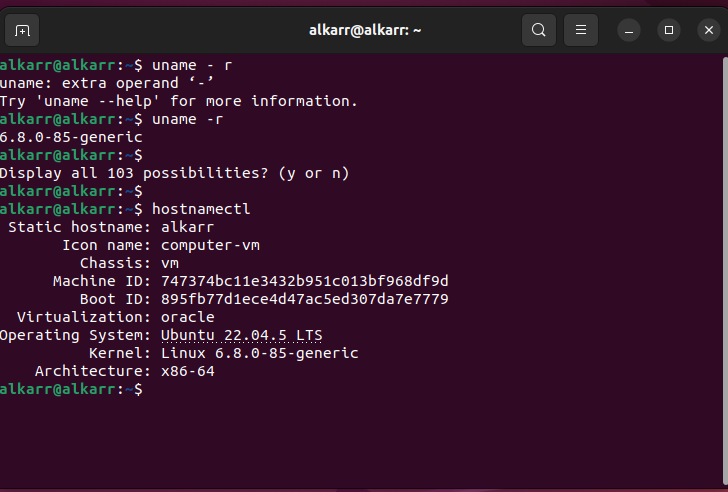 alkarr@alkarr: ~
alkarr@alkarr:~$ uname - r
uname: extra operand ‘-’
Try 'uname --help' for more information.
alkarr@alkarr:~$ uname -r
6.8.0-85-generic
alkarr@alkarr:~$
Display all 103 possibilities? (y or n)
alkarr@alkarr:~$
alkarr@alkarr:~$ hostnamectl
Static hostname: alkarr
Icon name: computer-vm
Chassis: vm
Machine ID: 747374bc11e3432b951c013bf968df9d
Boot ID: 895fb77d1ece4d47ac5ed307da7e7779
Virtualization: oracle
Operating System: Ubuntu 22.04.5 LTS
Kernel: Linux 6.8.0-85-generic
Architecture: x86-64
alkarr@alkarr:~$